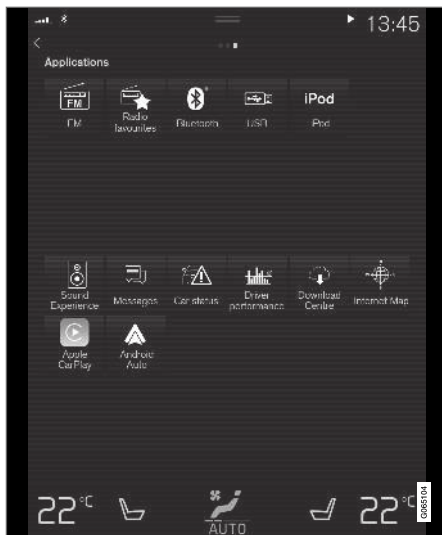 13:45
Applications
FM
FM
Radio
favourites
Bluetooth
USB
iPod
iPod
Sound
Experience
Messages
Car status
Driver
performance
Download
Centre
Internet Map
Apple
CarPlay
Android
Auto
22°C
AUTO
22°C
G065104